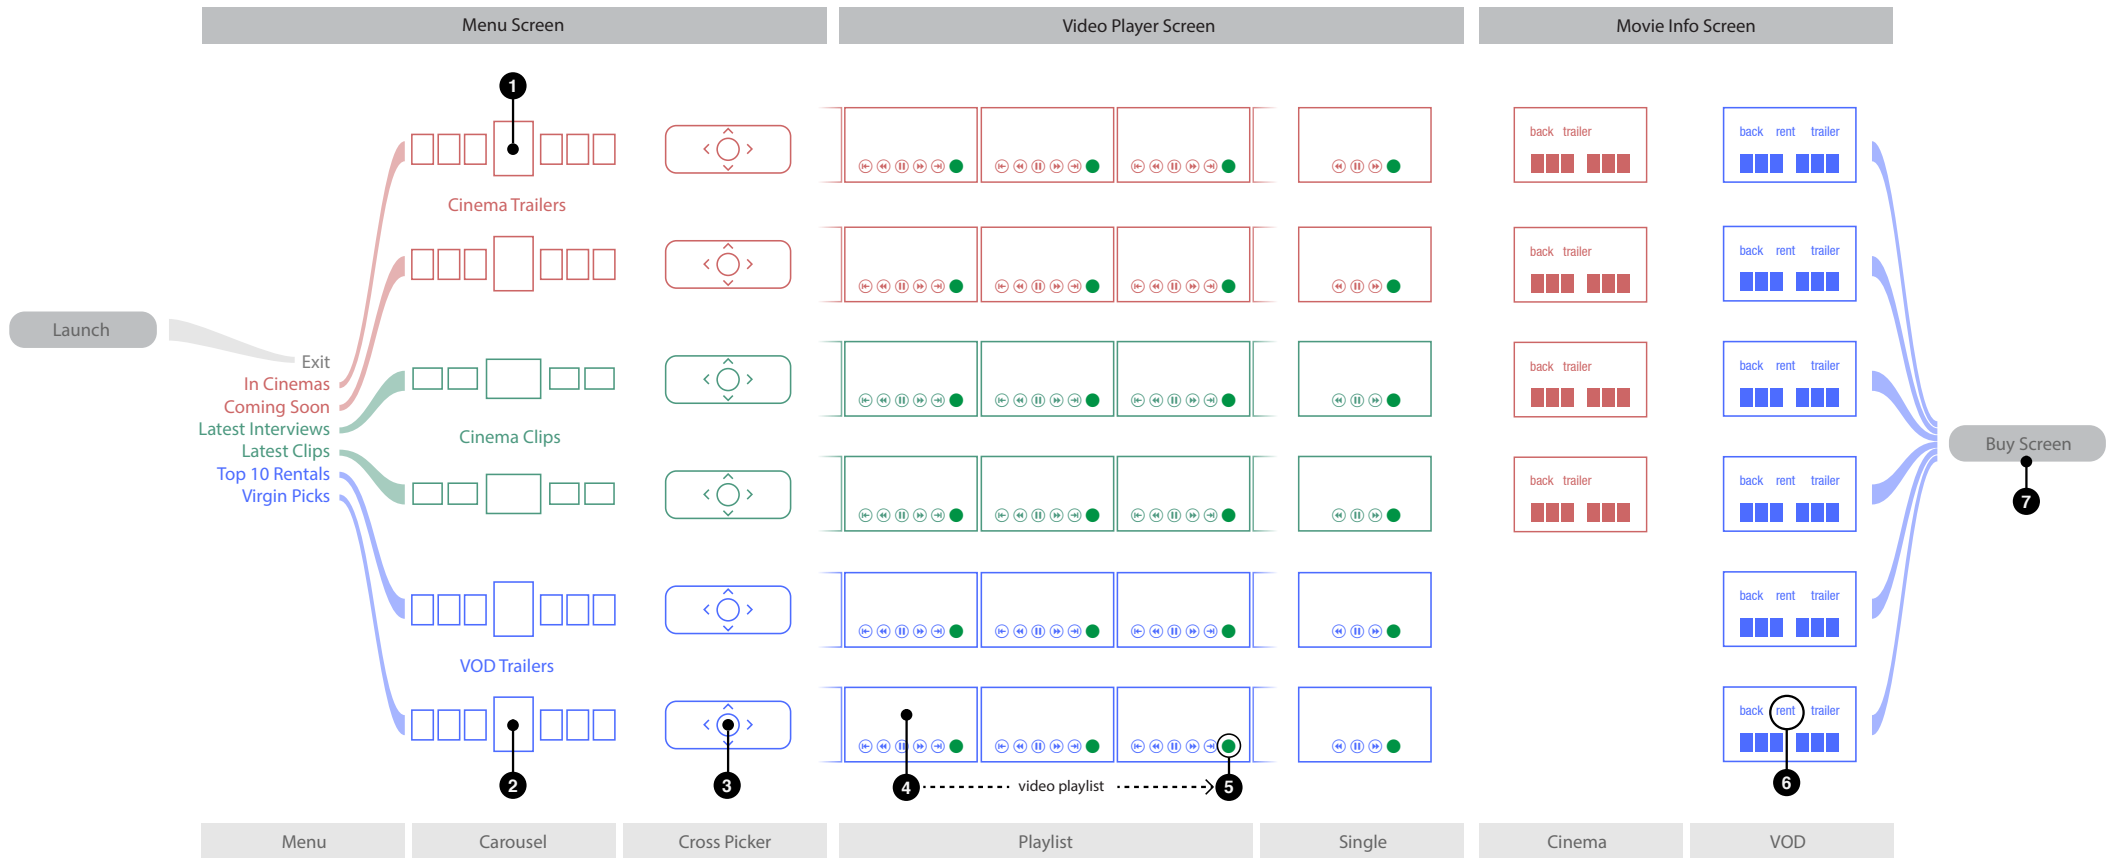 Menu Screen
Video Player Screen
Movie Info Screen
1
back trailer
back rent trailer
Cinema Trailers
back trailer
back rent trailer
Launch
Exit
In Cinemas
Coming Soon
Latest Interviews
Latest Clips
Top 10 Rentals
Virgin Picks
back trailer
back rent trailer
Cinema Clips
Buy Screen
7
back trailer
back rent trailer
back rent trailer
VOD Trailers
back rent trailer
2
3
4
video playlist
5
6
Menu
Carousel
Cross Picker
Playlist
Single
Cinema
VOD